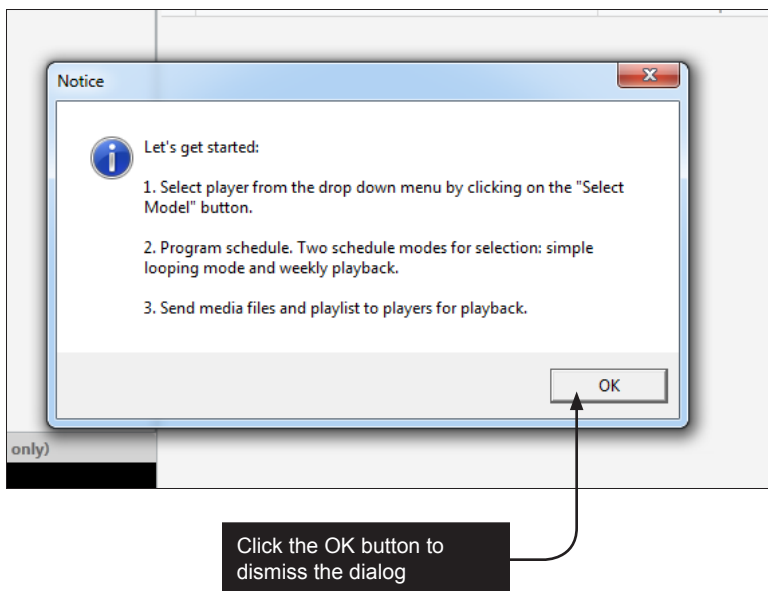 Notice
Let's get started:
1. Select player from the drop down menu by clicking on the "Select
Model" button.
2. Program schedule. Two schedule modes for selection: simple
looping mode and weekly playback.
3. Send media files and playlist to players for playback.
OK
only)
Click the OK button to
dismiss the dialog